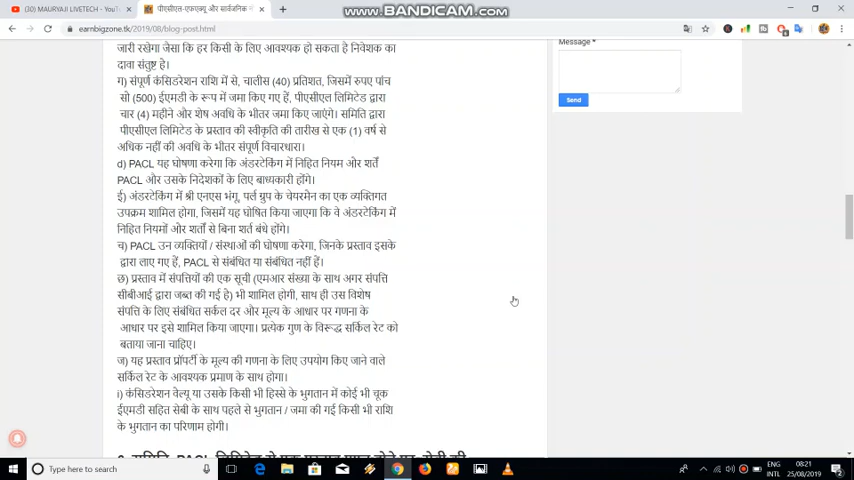 www.BANDICAM.com
(30) MAURYAJI LIVETECH - YouTu
पीएसीएल-एफक्यू और सार्वजनिक नो
earnbigzone.tk/2019/08/blog-post.html
जारी रखेगा जैसा कि हर किसी के लिए आवश्यक हो सकता है निवेशक का
दावा संतुष्ट है।
ग) संपूर्ण कंसिडरेशन राशि में से, चालीस (40) प्रतिशत, जिसमें रुपए पांच
सौ (500) ईएमडी के रूप में जमा किए गए हैं, पीएसीएल लिमिटेड द्वारा
चार (4) महीने और शेष अवधि के भीतर जमा किए जाएंगे। समिति द्वारा
पीएसीएल लिमिटेड के प्रस्ताव की स्वीकृति की तारीख से एक (1) वर्ष से
अधिक नहीं की अवधि के भीतर संपूर्ण विचारधारा।
d) PACL यह घोषणा करेगा कि अंडरटेकिंग में निहित नियम और शर्तें
PACL और उसके निदेशकों के लिए बाध्यकारी होंगे।
ई) अंडरटेकिंग में श्री एनएस भंगू, पर्ल ग्रुप के चेयरमैन का एक व्यक्तिगत
उपक्रम शामिल होगा, जिसमें यह घोषित किया जाएगा कि वे अंडरटेकिंग में
निहित नियमों और शर्तों से बिना शर्त बंधे होंगे।
च) PACL उन व्यक्तियों / संस्थाओं की घोषणा करेगा, जिनके प्रस्ताव इसके
द्वारा लाए गए हैं, PACL से संबंधित या संबंधित नहीं हैं।
छ) प्रस्ताव में संपत्तियों की एक सूची (एमआर संख्या के साथ अगर संपत्ति
सीबीआई द्वारा जब्त की गई है) भी शामिल होगी, साथ ही उस विशेष
संपत्ति के लिए संबंधित सर्कल दर और मूल्य के आधार पर गणना के
आधार पर इसे शामिल किया जाएगा। प्रत्येक गुण के विरूद्ध सर्किल रेट को
बताया जाना चाहिए।
ज) यह प्रस्ताव प्रॉपर्टी के मूल्य की गणना के लिए उपयोग किए जाने वाले
सर्किल रेट के आवश्यक प्रमाण के साथ होगा।
i) कंसिडरेशन वेल्यू या उसके किसी भी हिस्से के भुगतान में कोई भी चूक
ईएमडी सहित सेबी के साथ पहले से भुगतान / जमा की गई किसी भी राशि
के भुगतान का परिणाम होगी।
Message *
Send
Type here to search
ENG
INTL
08:21
25/08/2019